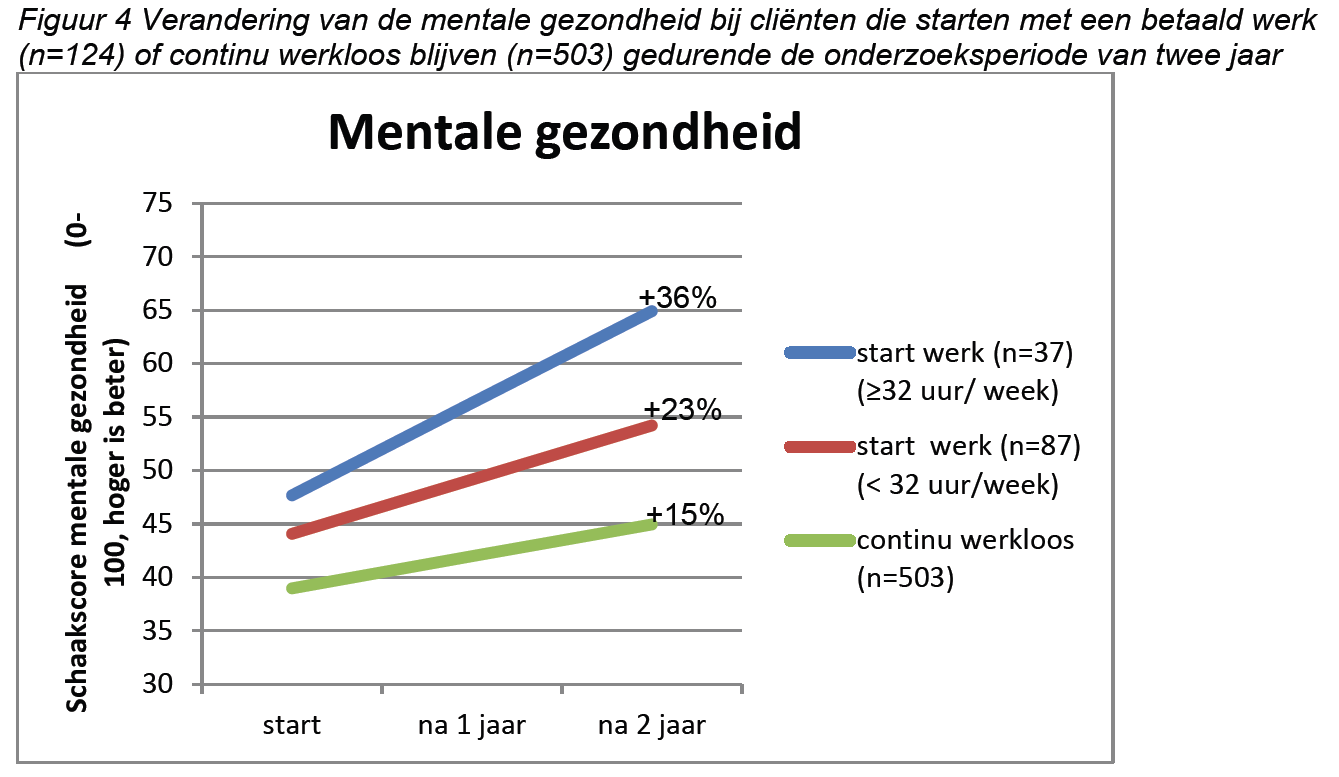 Figuur 4 Verandering van de mentale gezondheid bij cliënten die starten met een betaald werk
(n=124) of continu werkloos blijven (n=503) gedurende de onderzoeksperiode van twee jaar
Mentale gezondheid
Schaakscore mentale gezondheid (0-
100, hoger is beter)
75
70
65
60
55
50
45
40
35
30
+36%
+23%
+15%
start
na 1 jaar
na 2 jaar
start werk (n=37)
(≥32 uur/ week)
start werk (n=87)
(< 32 uur/week)
continu werkloos
(n=503)